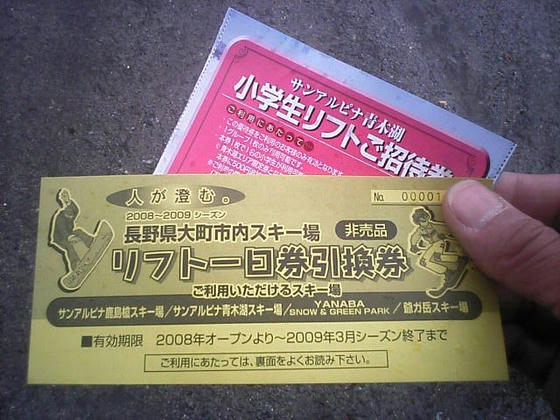 サンアルピナ青木湖
小学生リフトご招待券
ご利用にあたって
人が澄む。
No. 00001
2008〜2009 シーズン
長野県大町市内スキー場
非売品
リフト一日券引換券
ご利用いただけるスキー場
サンアルピナ鹿島槍スキー場/サンアルピナ青木湖スキー場/YANABA SNOW & GREEN PARK/爺ガ岳スキー場
■有効期限 2008年オープンより〜2009年3月シーズン終了まで
ご利用にあたっては、裏面をよくお読み下さい。